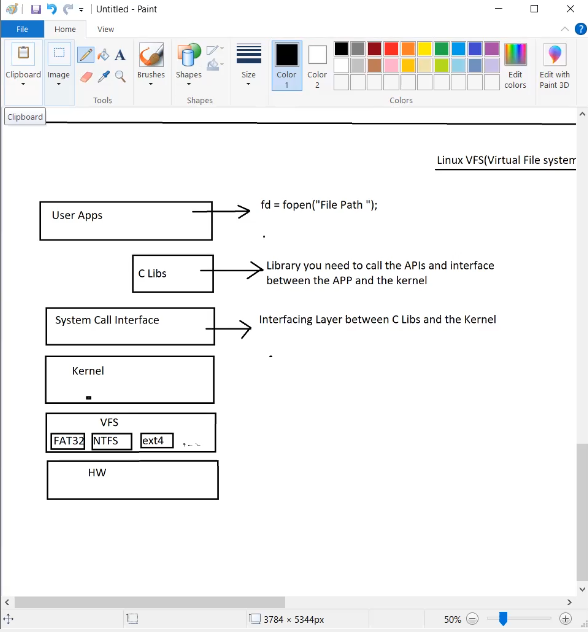 Untitled - Paint
File
Home
View
Clipboard
Image
Tools
Brushes
Shapes
Shapes
Size
Color
1
Color
2
Colors
Edit
colors
Edit with
Paint 3D
Clipboard
Linux VFS(Virtual File system
User Apps
fd = fopen("File Path ");
C Libs
Library you need to call the APIs and interface
between the APP and the kernel
System Call Interface
Interfacing Layer between C Libs and the Kernel
Kernel
VFS
FAT32 NTFS ext4
HW
3784 × 5344px
50%